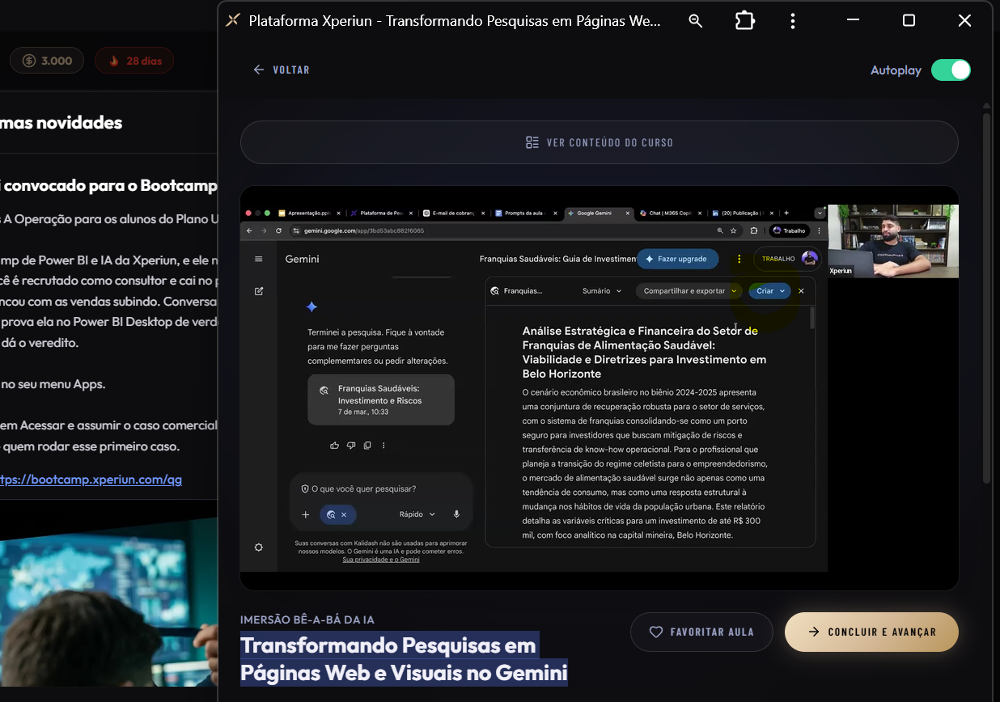 Plataforma Xperiun - Transformando Pesquisas em Páginas We...
3.000
28 dias
VOLTAR
Autoplay
mas novidades
VER CONTEÚDO DO CURSO
convocado para o Bootcamp
A Operação para os alunos do Plano U
mp de Power BI e IA da Xperiun, e ele n
cê é recrutado como consultor e cai no p
ncou com as vendas subindo. Conversa
prova ela no Power BI Desktop de verd
dá o veredito.
no seu menu Apps.
em Acessar e assumir o caso comercial
quem rodar esse primeiro caso.
tps://bootcamp.xperiun.com/qg
Apresentação.ppt
Plataforma de Pes
E-mail de cobran
Prompts da aula -
Google Gemini
Chat | M365 Cop
(20) Publicação |
gemini.google.com/app/3bd53abc882f6065
Trabalho
Xperiun
Gemini
Franquias Saudáveis: Guia de Investimen
Fazer upgrade
TRABALHO
Franquias...
Sumário
Compartilhar e exportar
Criar
Terminei a pesquisa. Fique à vontade
para me fazer perguntas
complementares ou pedir alterações.
Franquias Saudáveis:
Investimento e Riscos
7 de mar., 10:33
O que você quer pesquisar?
Rápido
Suas conversas com Kalidash não são usadas para aprimorar
nossos modelos. O Gemini é uma IA e pode cometer erros.
Sua privacidade e o Gemini
Análise Estratégica e Financeira do Setor de
Franquias de Alimentação Saudável:
Viabilidade e Diretrizes para Investimento em
Belo Horizonte
O cenário econômico brasileiro no biênio 2024-2025 apresenta
uma conjuntura de recuperação robusta para o setor de serviços,
com o sistema de franquias consolidando-se como um porto
seguro para investidores que buscam mitigação de riscos e
transferência de know-how operacional. Para o profissional que
planeja a transição do regime celetista para o empreendedorismo,
o mercado de alimentação saudável surge não apenas como uma
tendência de consumo, mas como uma resposta estrutural à
mudança nos hábitos de vida da população urbana. Este relatório
detalha as variáveis críticas para um investimento de até R$ 300
mil, com foco analítico na capital mineira, Belo Horizonte.
IMERSÃO BÊ-A-BÁ DA IA
Transformando Pesquisas em
Páginas Web e Visuais no Gemini
FAVORITAR AULA
CONCLUIR E AVANÇAR